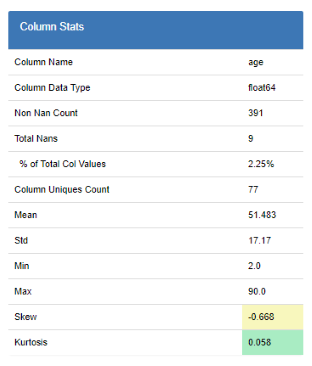 Column Stats
Column Name age
Column Data Type float64
Non Nan Count 391
Total Nans 9
% of Total Col Values 2.25%
Column Uniques Count 77
Mean 51.483
Std 17.17
Min 2.0
Max 90.0
Skew -0.668
Kurtosis 0.058